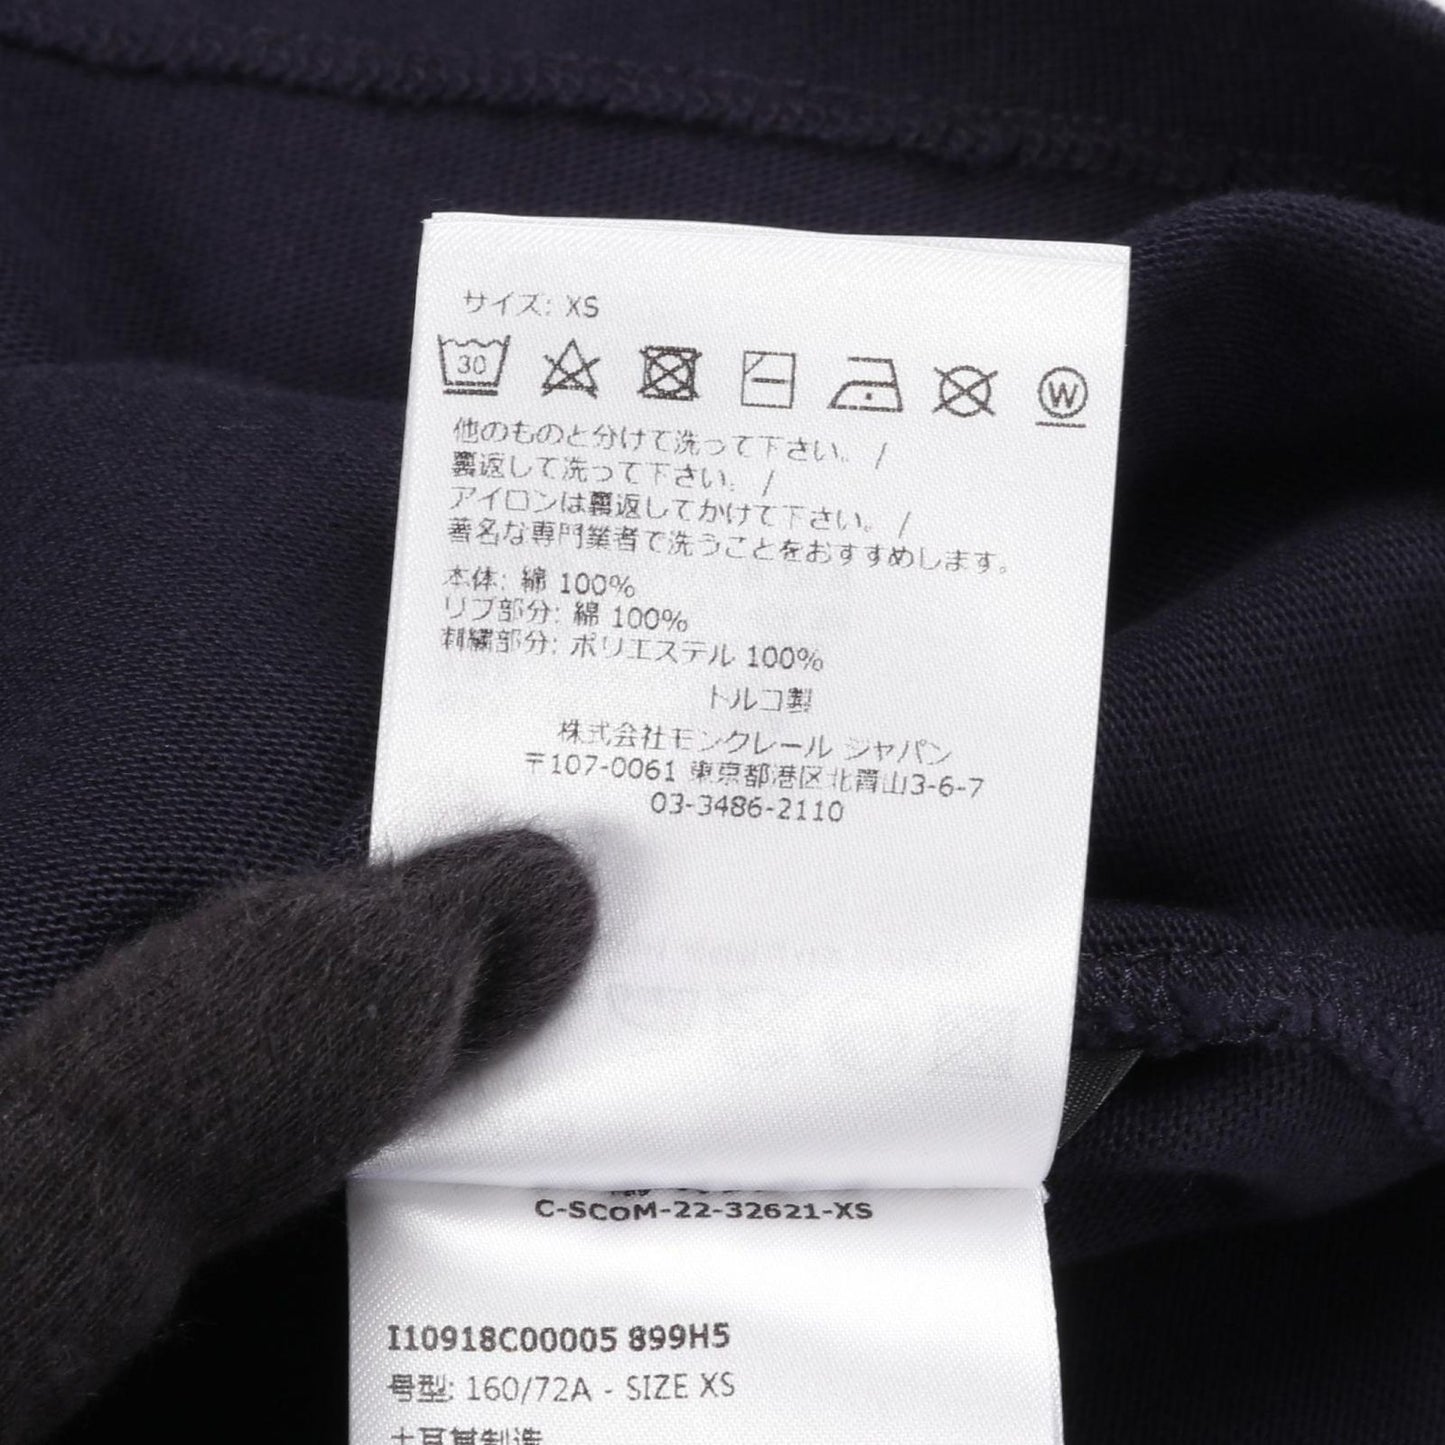 サイズ: XS
30
W
他のものと分けて洗って下さい。 /
裏返して洗って下さい。 /
アイロンは裏返してかけて下さい。 /
著名な専門業者で洗うことをおすすめします。
本体: 綿 100%
リブ部分: 綿 100%
刺繍部分: ポリエステル 100%
トルコ製
株式会社モンクレール ジャパン
〒107-0061 東京都港区北青山3-6-7
03-3486-2110
C-SCOM-22-32621-XS
I10918C00005 899H5
号型: 160/72A - SIZE XS
土耳其制造